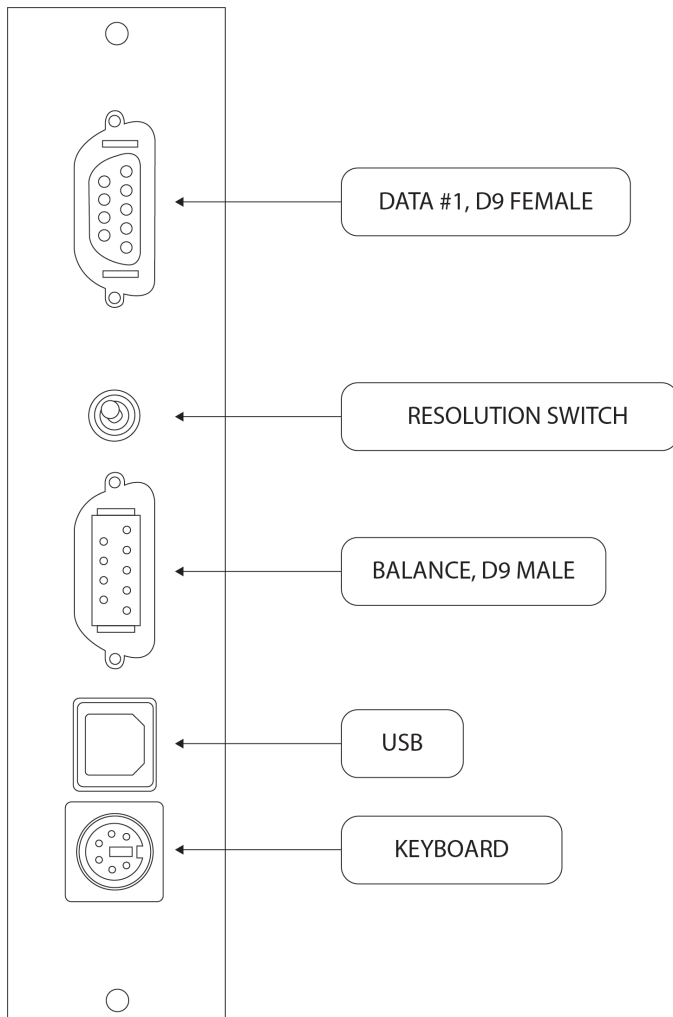 DATA #1, D9 FEMALE
RESOLUTION SWITCH
BALANCE, D9 MALE
USB
KEYBOARD